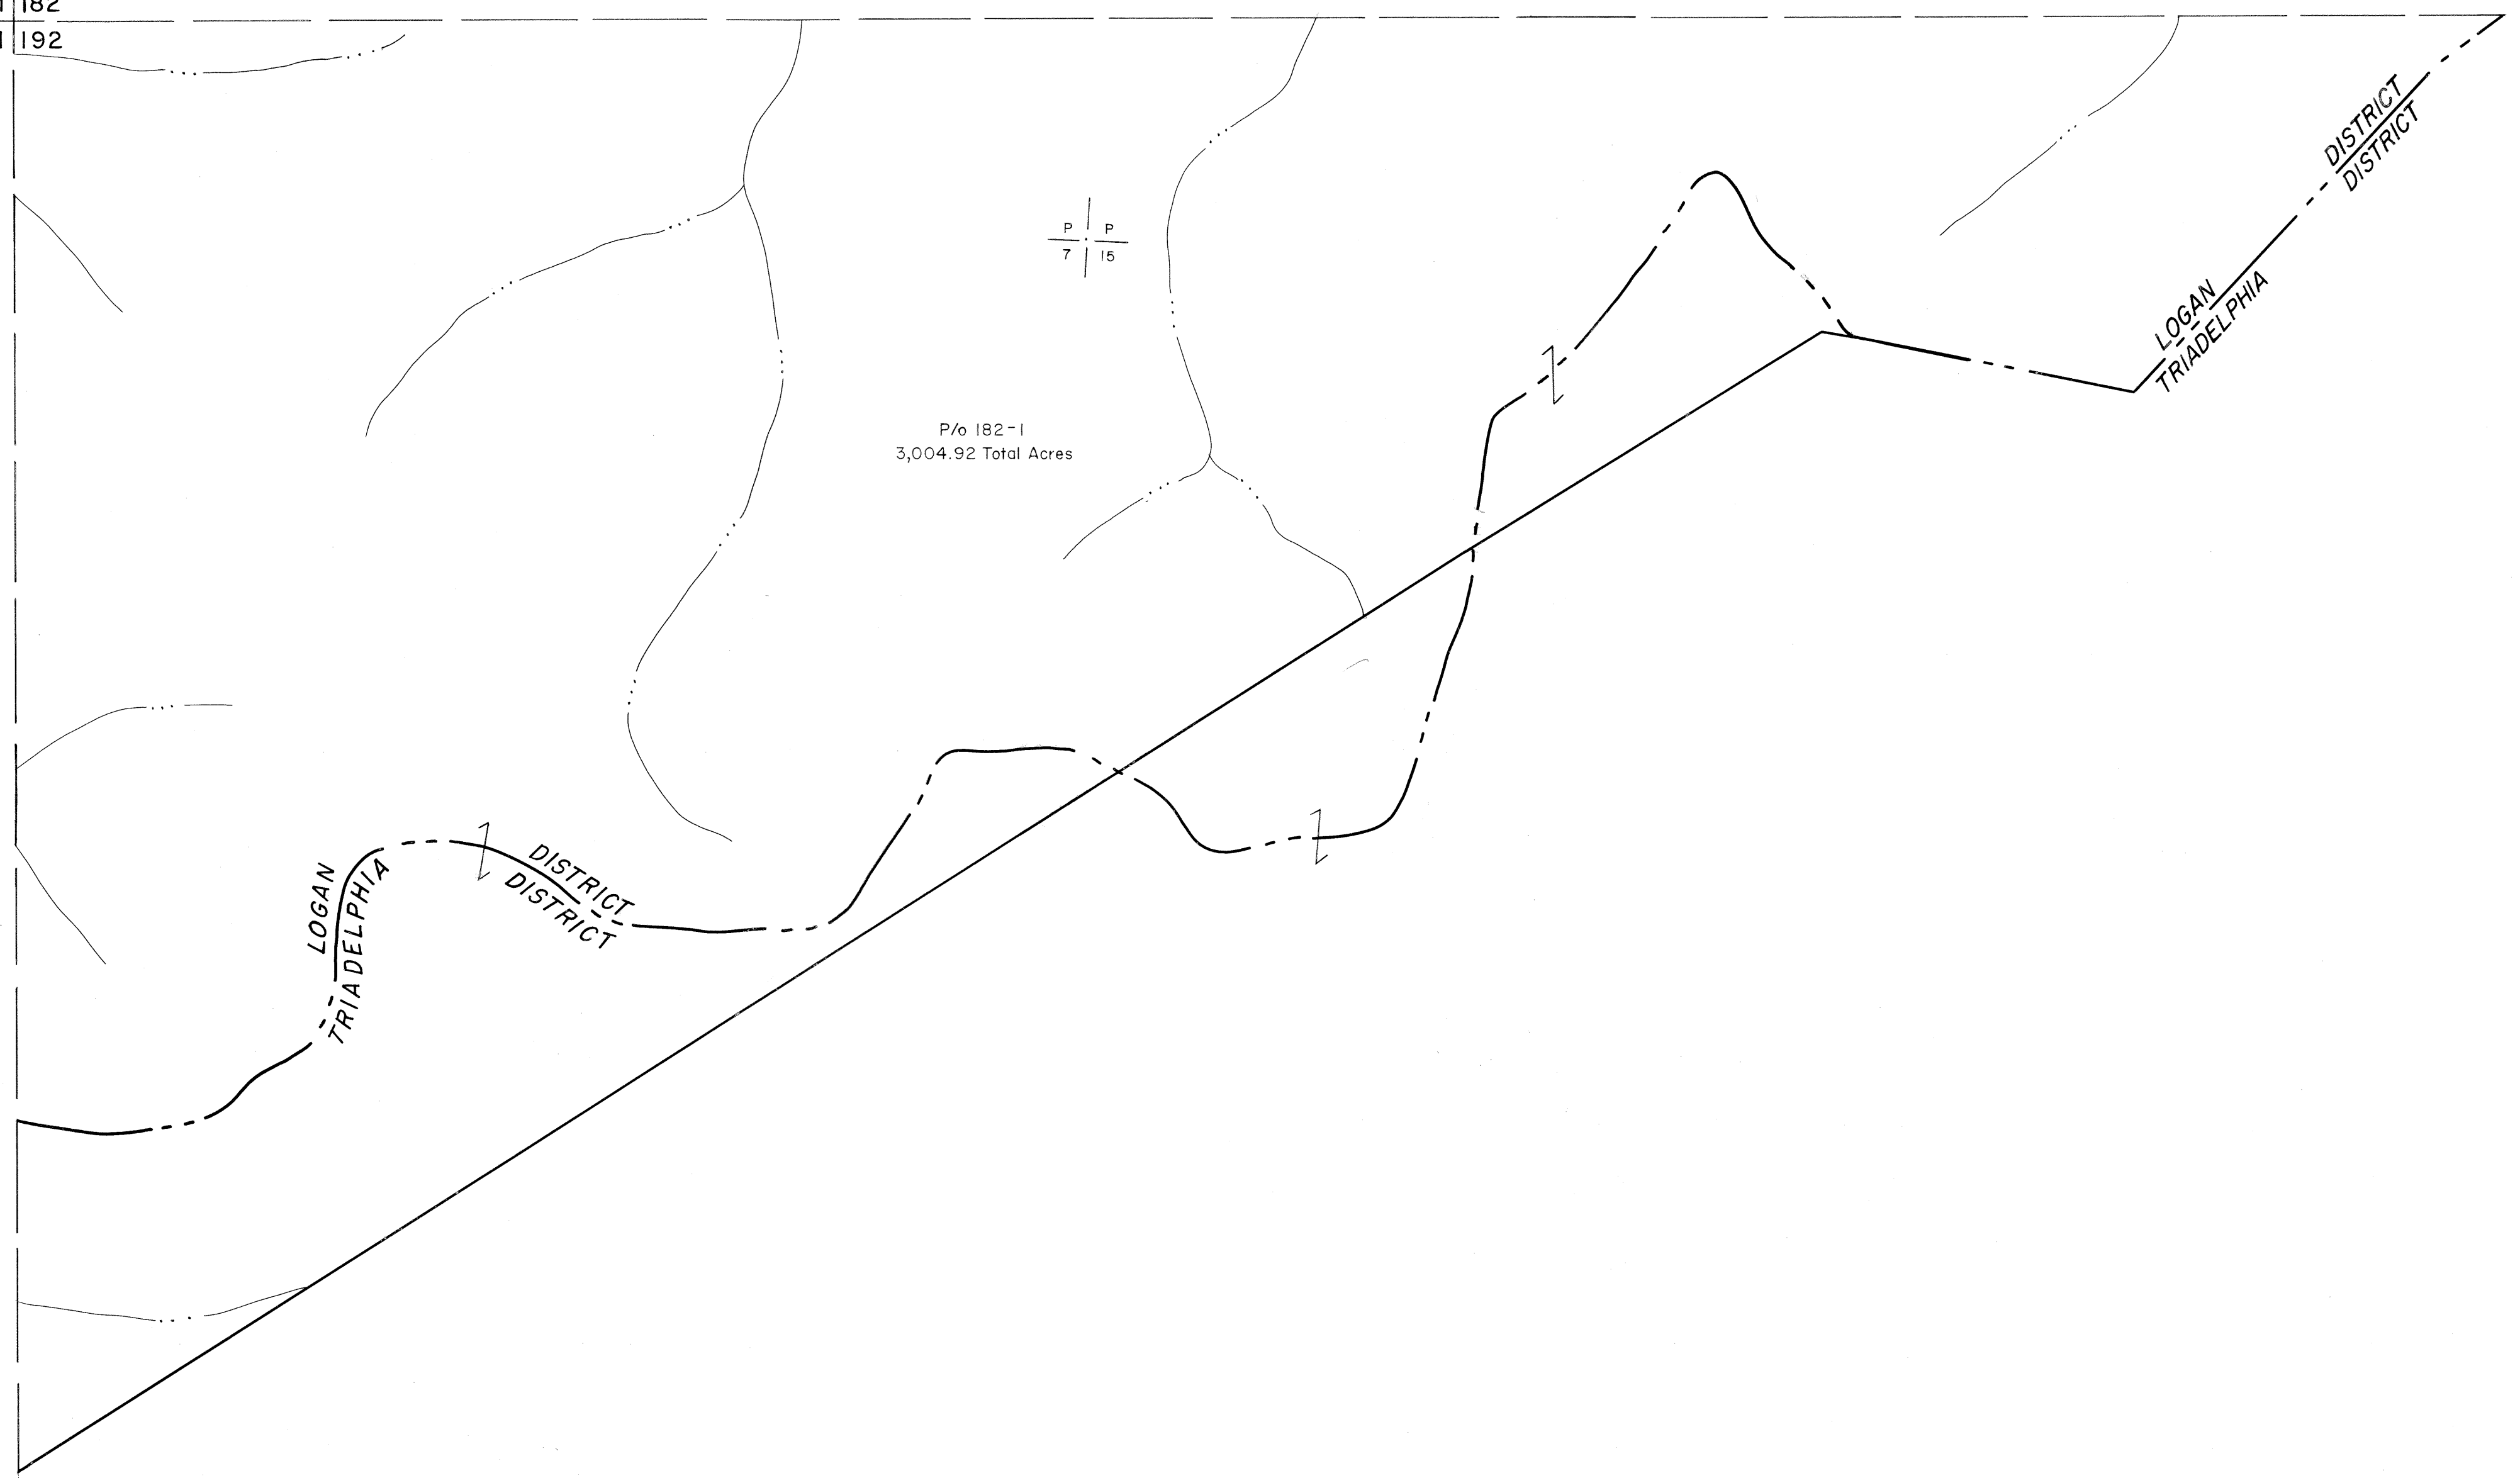 182
192
DISTRICT
DISTRICT
P P
7 15
LOGAN
TRIADELPHIA
P/o 182-1
3,004.92 Total Acres
LOGAN
TRIADELPHIA
DISTRICT
DISTRICT